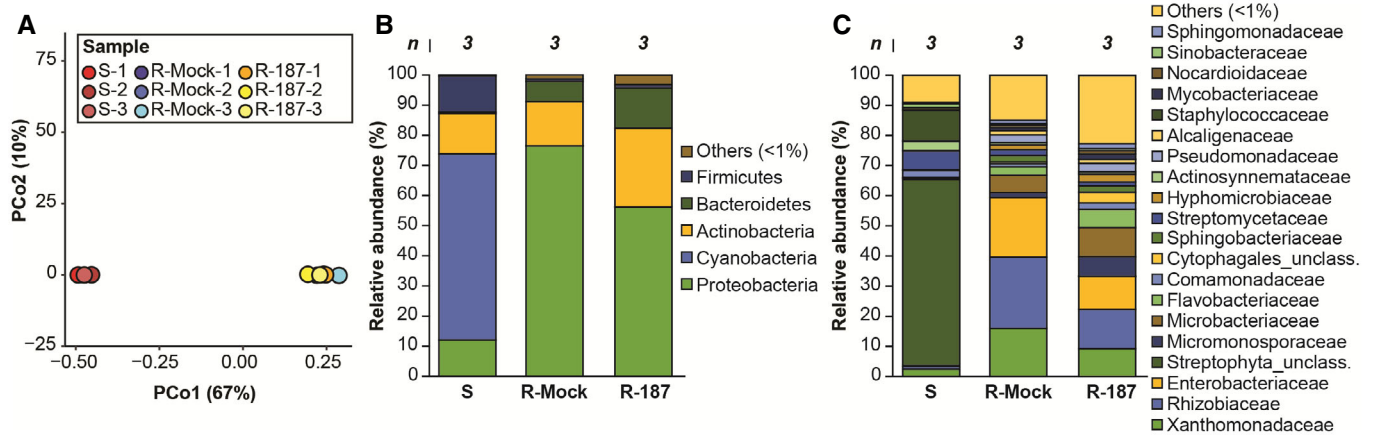 A
75
50
25
0
−25
−0.50
−0.25
0.00
0.25
PCo2 (10%)
PCo1 (67%)
Sample
S-1 R-Mock-1 R-187-1
S-2 R-Mock-2 R-187-2
S-3 R-Mock-3 R-187-3
B
n | 3 3 3
100
90
80
70
60
50
40
30
20
10
0
Relative abundance (%)
S R-Mock R-187
Others (<1%)
Firmicutes
Bacteroidetes
Actinobacteria
Cyanobacteria
Proteobacteria
C
n | 3 3 3
100
90
80
70
60
50
40
30
20
10
0
Relative abundance (%)
S R-Mock R-187
Others (<1%)
Sphingomonadaceae
Sinobacteraceae
Nocardioidaceae
Mycobacteriaceae
Staphylococcaceae
Alcaligenaceae
Pseudomonadaceae
Actinosynnemataceae
Hyphomicrobiaceae
Streptomycetaceae
Sphingobacteriaceae
Cytophagales_unclass.
Comamonadaceae
Flavobacteriaceae
Microbacteriaceae
Micromonosporaceae
Streptophyta_unclass.
Enterobacteriaceae
Rhizobiaceae
Xanthomonadaceae